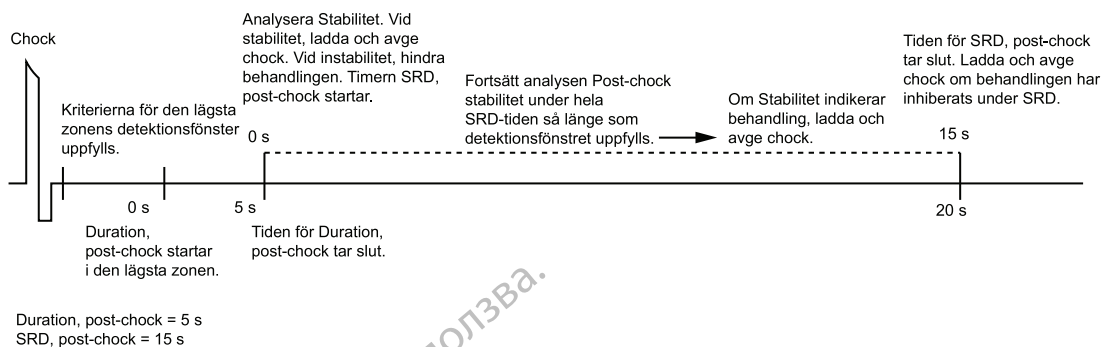 Chock
Analysera Stabilitet. Vid
stabilitet, ladda och avge
chock. Vid instabilitet, hindra
behandlingen. Timern SRD,
post-chock startar.
Kriterierna för den lägsta
zonens detektionsfönster
uppfylls.
0 s
Fortsätt analysen Post-chock
stabilitet under hela
SRD-tiden så länge som
detektionsfönstret uppfylls.
Om Stabilitet indikerar
behandling, ladda och
avge chock.
Tiden för SRD, post-chock
tar slut. Ladda och avge
chock om behandlingen har
inhiberats under SRD.
15 s
0 s
5 s
20 s
Duration,
post-chock startar
i den lägsta zonen.
Tiden för Duration,
post-chock tar slut.
Duration, post-chock = 5 s
SRD, post-chock = 15 s